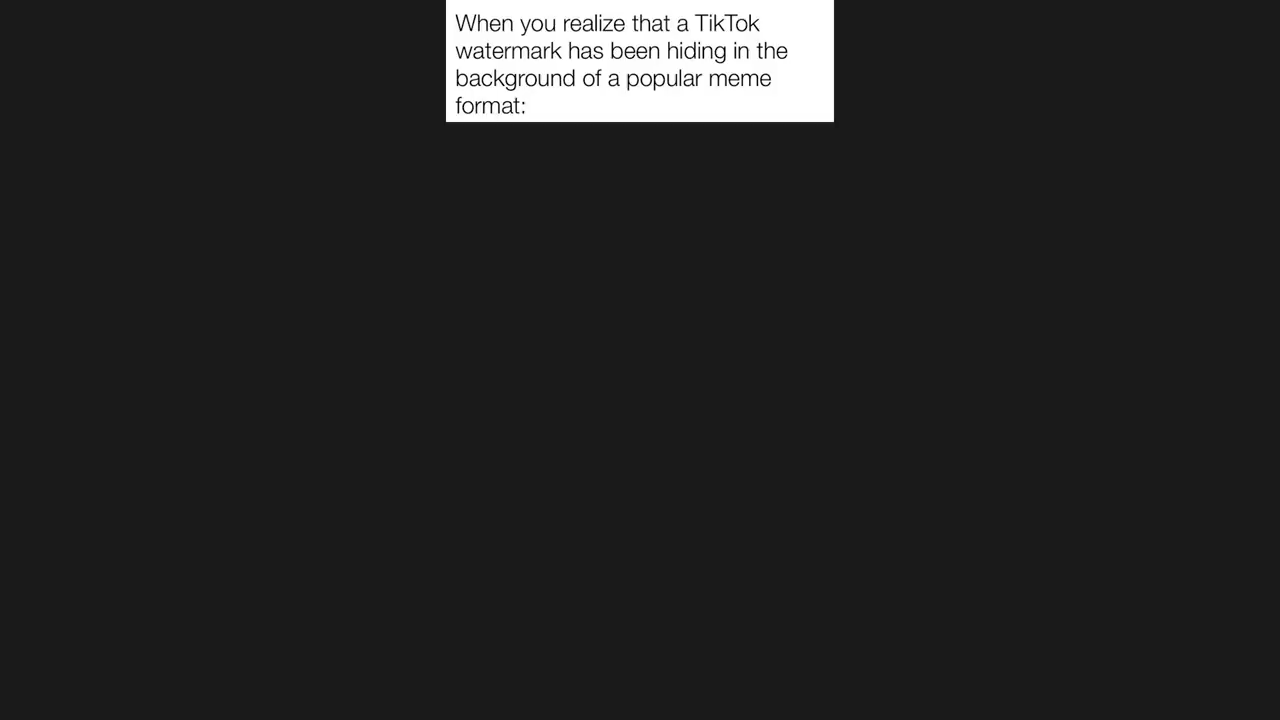 When you realize that a TikTok
watermark has been hiding in the
background of a popular meme
format: